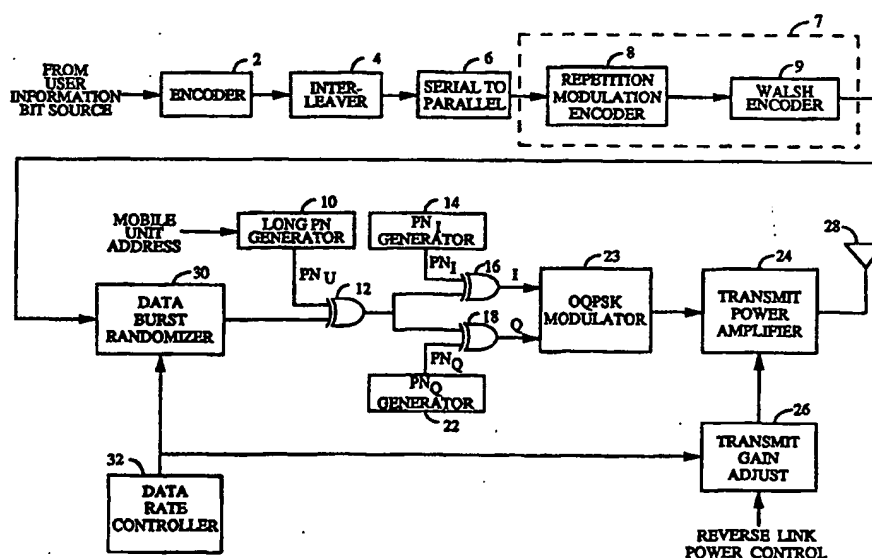 7
2
4
6
8
9
FROM
USER
INFORMATION
BIT SOURCE
ENCODER
INTER-
LEAVER
SERIAL TO
PARALLEL
REPETITION
MODULATION
ENCODER
WALSH
ENCODER
10
14
MOBILE
UNIT
ADDRESS
LONG PN
GENERATOR
PN I
GENERATOR
PN U
PN I
12
16
I
30
DATA
BURST
RANDOMIZER
18
Q
PN Q
PN Q
GENERATOR
22
23
OQPSK
MODULATOR
24
TRANSMIT
POWER
AMPLIFIER
28
26
TRANSMIT
GAIN
ADJUST
32
DATA
RATE
CONTROLLER
REVERSE LINK
POWER CONTROL